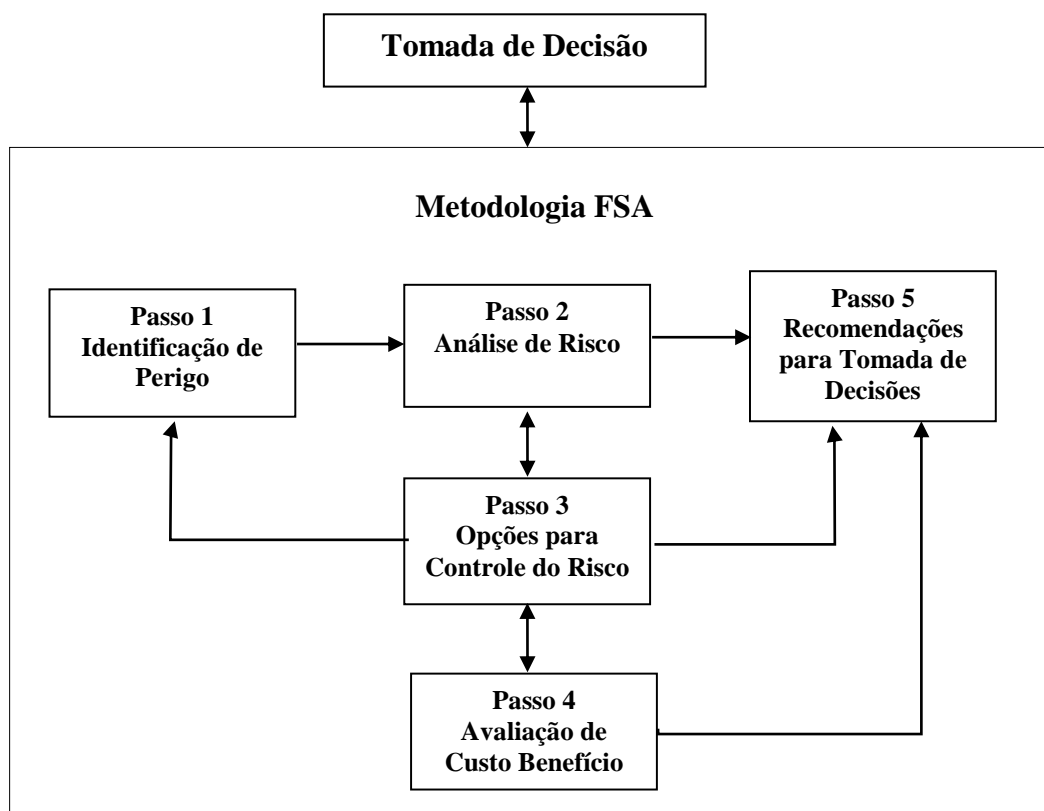 Tomada de Decisão
Metodologia FSA
Passo 1
Identificação de
Perigo
Passo 2
Análise de Risco
Passo 5
Recomendações
para Tomada de
Decisões
Passo 3
Opções para
Controle do Risco
Passo 4
Avaliação de
Custo Benefício